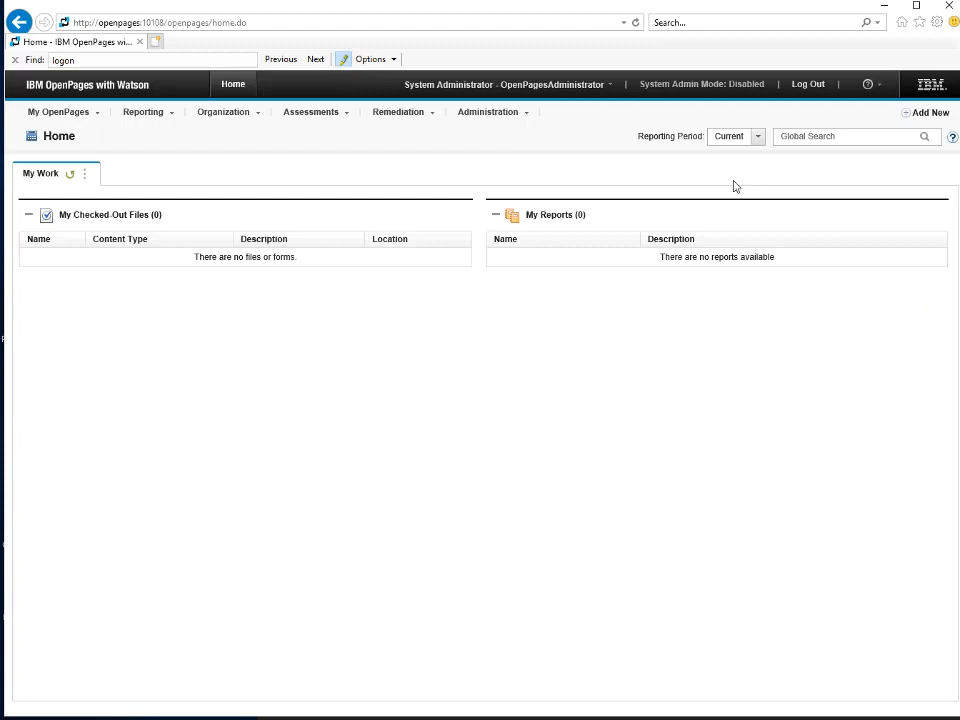 http://openpages:10108/openpages/home.do
Search...
Home - IBM OpenPages wi...
Find: logon Previous Next Options
IBM OpenPages with Watson Home System Administrator - OpenPagesAdministrator System Admin Mode: Disabled Log Out IBM
My OpenPages Reporting Organization Assessments Remediation Administration Add New
Home Reporting Period: Current Global Search
My Work
My Checked-Out Files (0)
Name Content Type Description Location
There are no files or forms.
My Reports (0)
Name Description
There are no reports available